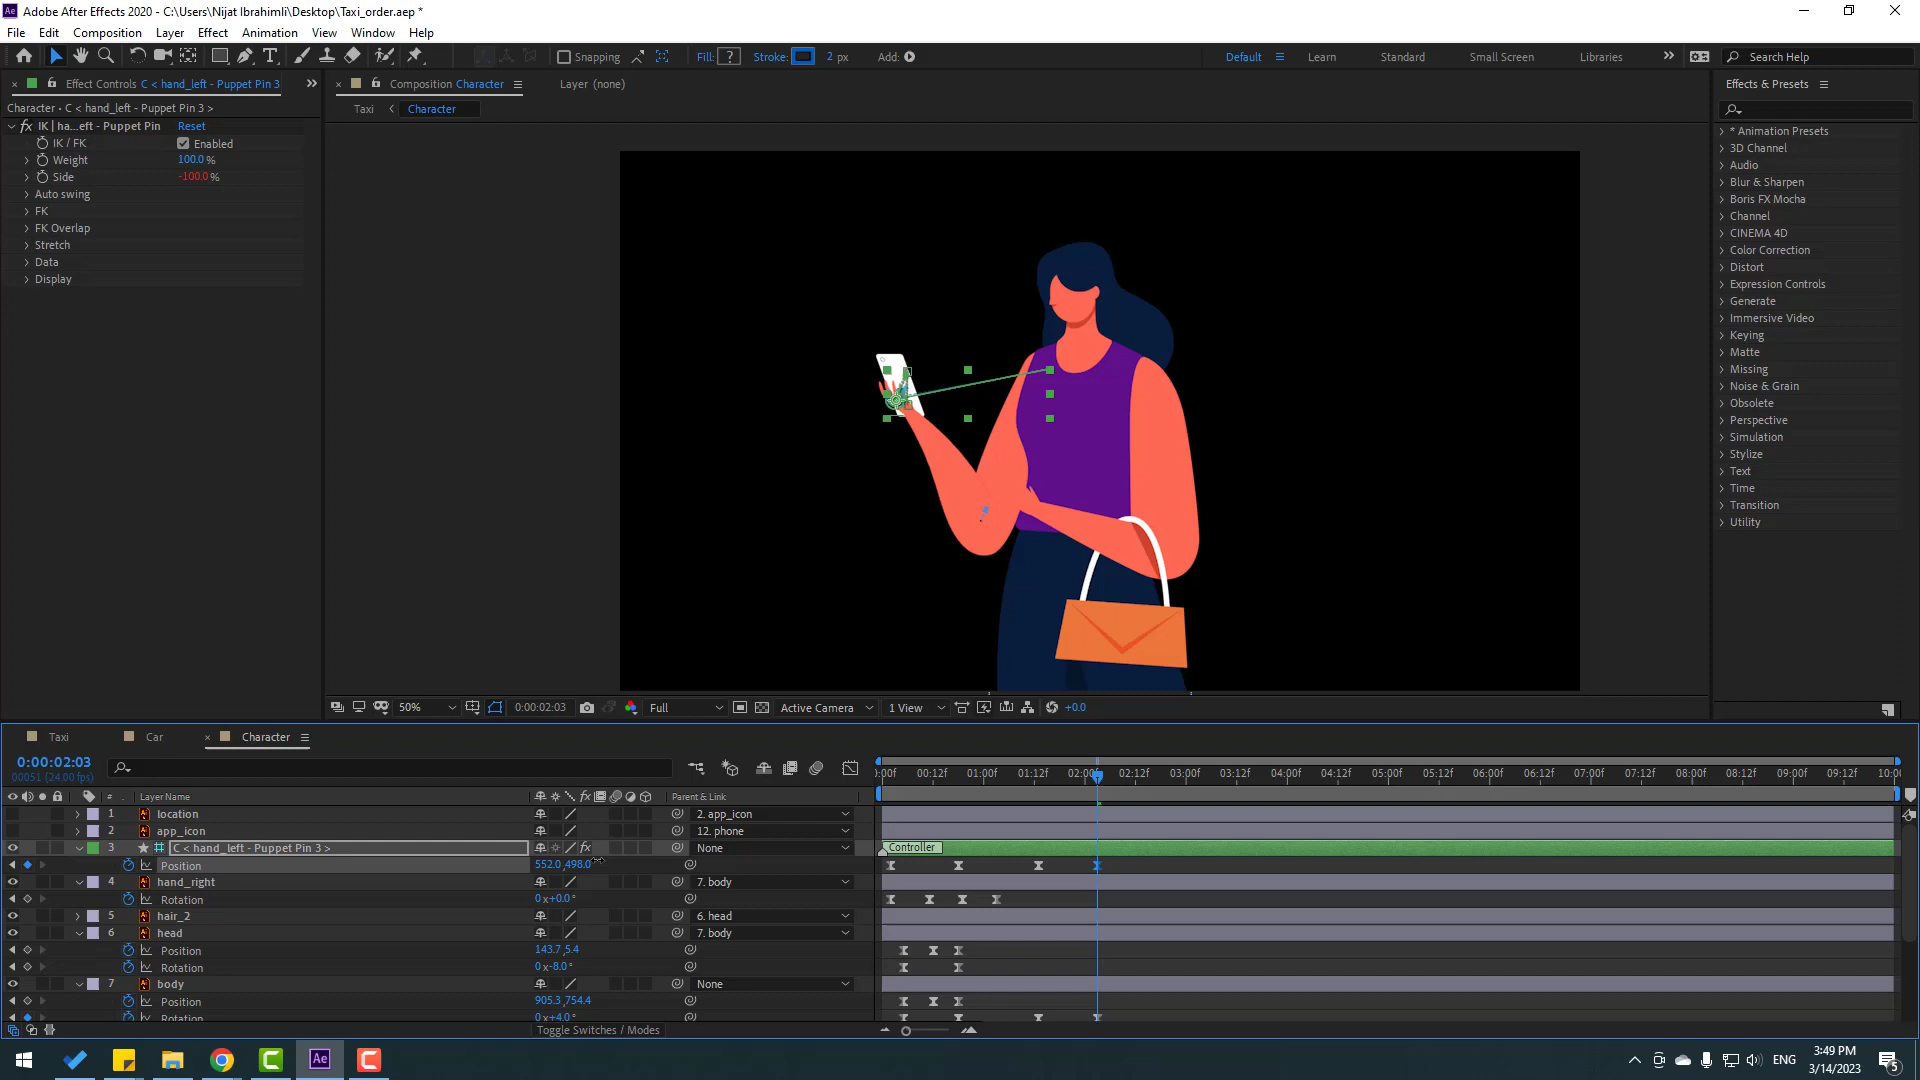 Adobe After Effects 2020 - C:\Users\Nijat Ibrahimli\Desktop\Taxi_order.aep *
File Edit Composition Layer Effect Animation View Window Help
Snapping Fill: ? Stroke: 2 px Add: Default Learn Standard Small Screen Libraries Search Help
Effect Controls C < hand_left - Puppet Pin 3
Composition Character Layer (none) Effects & Presets
Character • C < hand_left - Puppet Pin 3 >
Taxi Character
fx IK | ha...eft - Puppet Pin Reset
IK / FK Enabled
Weight 100.0 %
Side -100.0 %
Auto swing
FK
FK Overlap
Stretch
Data
Display
* Animation Presets
3D Channel
Audio
Blur & Sharpen
Boris FX Mocha
Channel
CINEMA 4D
Color Correction
Distort
Expression Controls
Generate
Immersive Video
Keying
Matte
Missing
Noise & Grain
Obsolete
Perspective
Simulation
Stylize
Text
Time
Transition
Utility
50% 0:00:02:03 Full Active Camera 1 View +0.0
Taxi Car Character
0:00:02:03
00051 (24.00 fps)
:00f 00:12f 01:00f 01:12f 02:00f 02:12f 03:00f 03:12f 04:00f 04:12f 05:00f 05:12f 06:00f 06:12f 07:00f 07:12f 08:00f 08:12f 09:00f 09:12f 10:0
# Layer Name Parent & Link
1 location 2. app_icon
2 app_icon 12. phone
3 C < hand_left - Puppet Pin 3 > fx None Controller
Position 552.0,498.0
4 hand_right 7. body
Rotation 0x+0.0°
5 hair_2 6. head
6 head 7. body
Position 143.7,5.4
Rotation 0x-8.0°
7 body None
Position 905.3,754.4
Rotation 0x+4.0°
Toggle Switches / Modes
Ae ENG 3:49 PM
3/14/2023 5